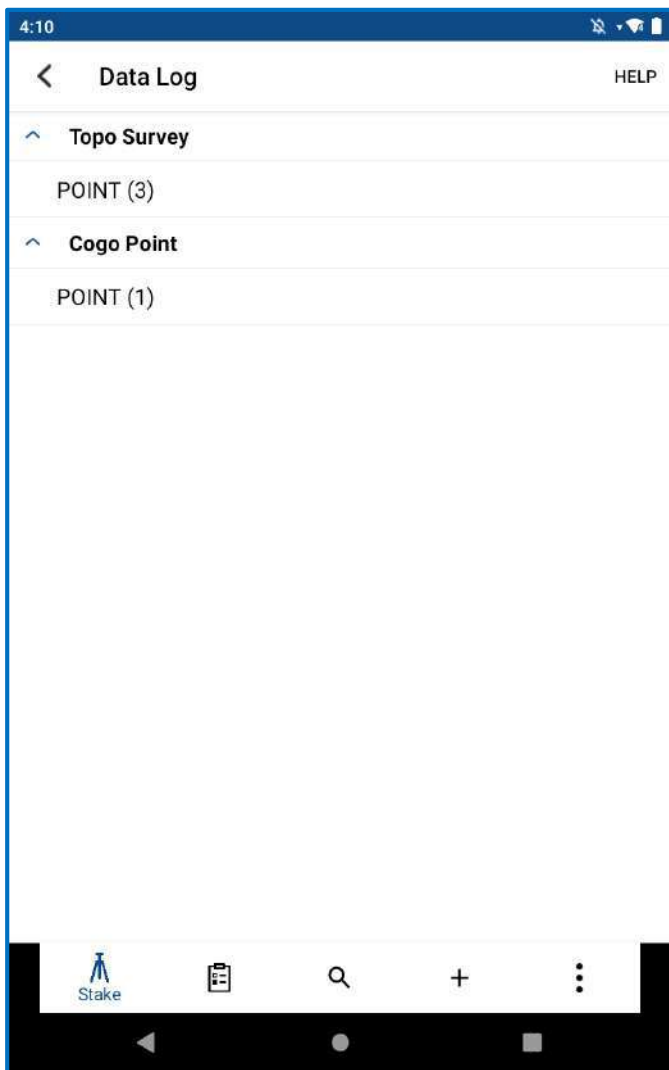 4:10
Data Log
HELP
Topo Survey
POINT (3)
Cogo Point
POINT (1)
Stake